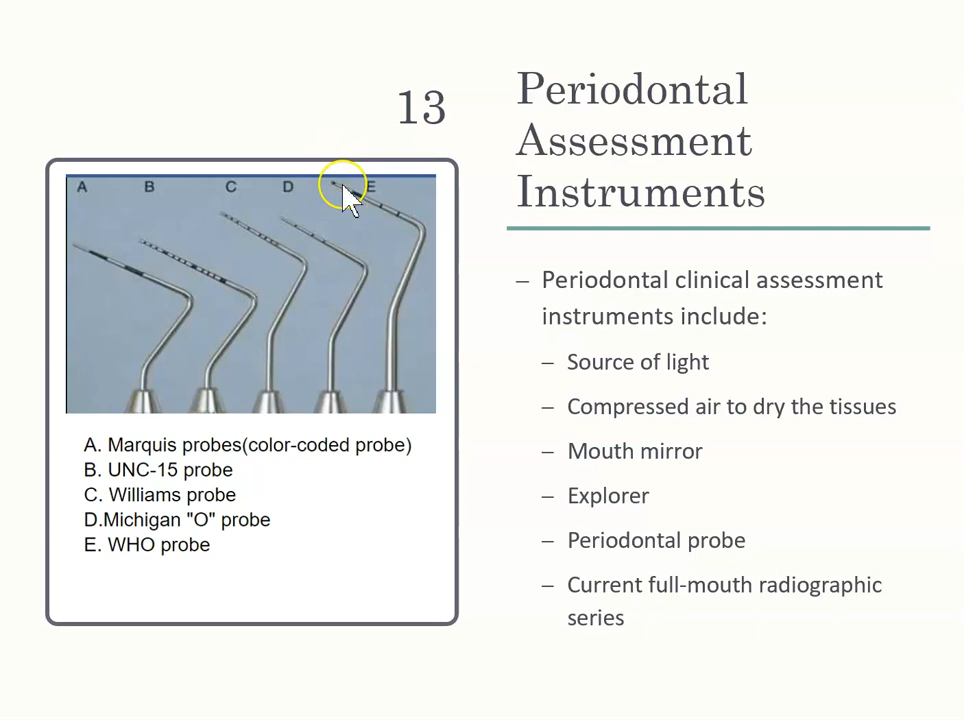 13
Periodontal
Assessment
Instruments
A B C D E
A. Marquis probes(color-coded probe)
B. UNC-15 probe
C. Williams probe
D.Michigan "O" probe
E. WHO probe
– Periodontal clinical assessment
instruments include:
– Source of light
– Compressed air to dry the tissues
– Mouth mirror
– Explorer
– Periodontal probe
– Current full-mouth radiographic
series